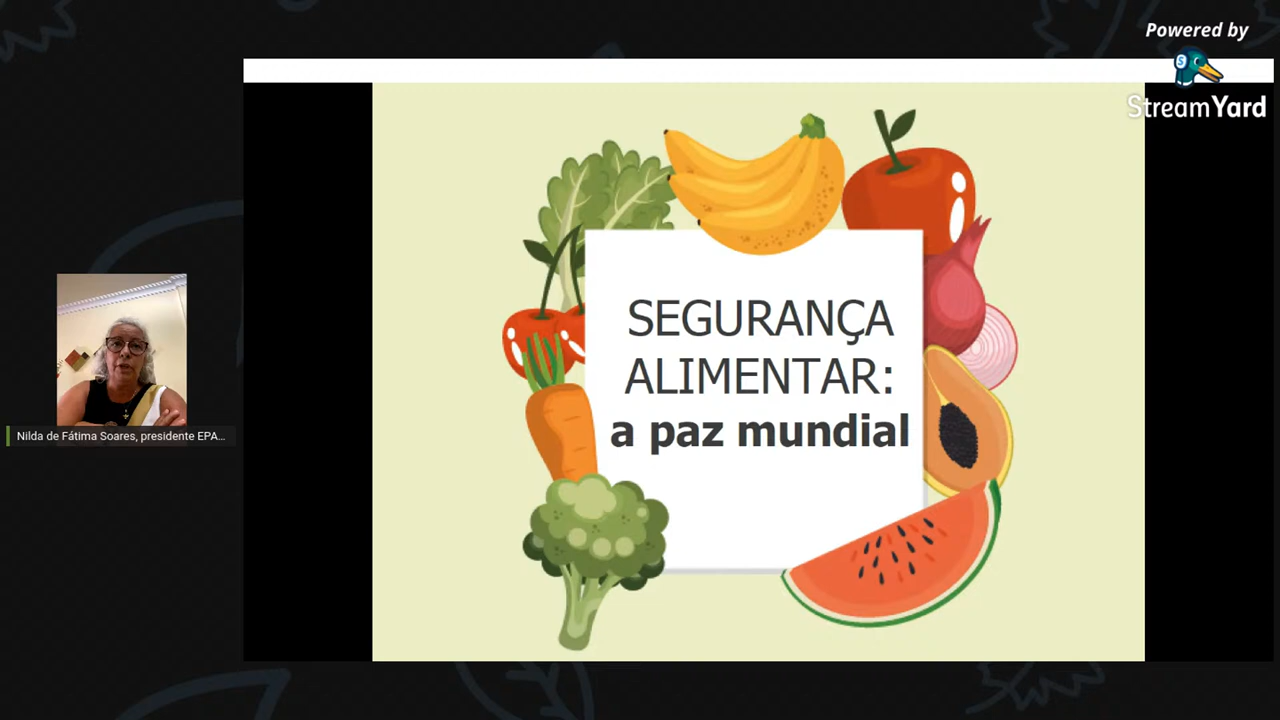 Powered by
StreamYard
SEGURANÇA
ALIMENTAR:
a paz mundial
Nilda de Fátima Soares, presidente EPA...